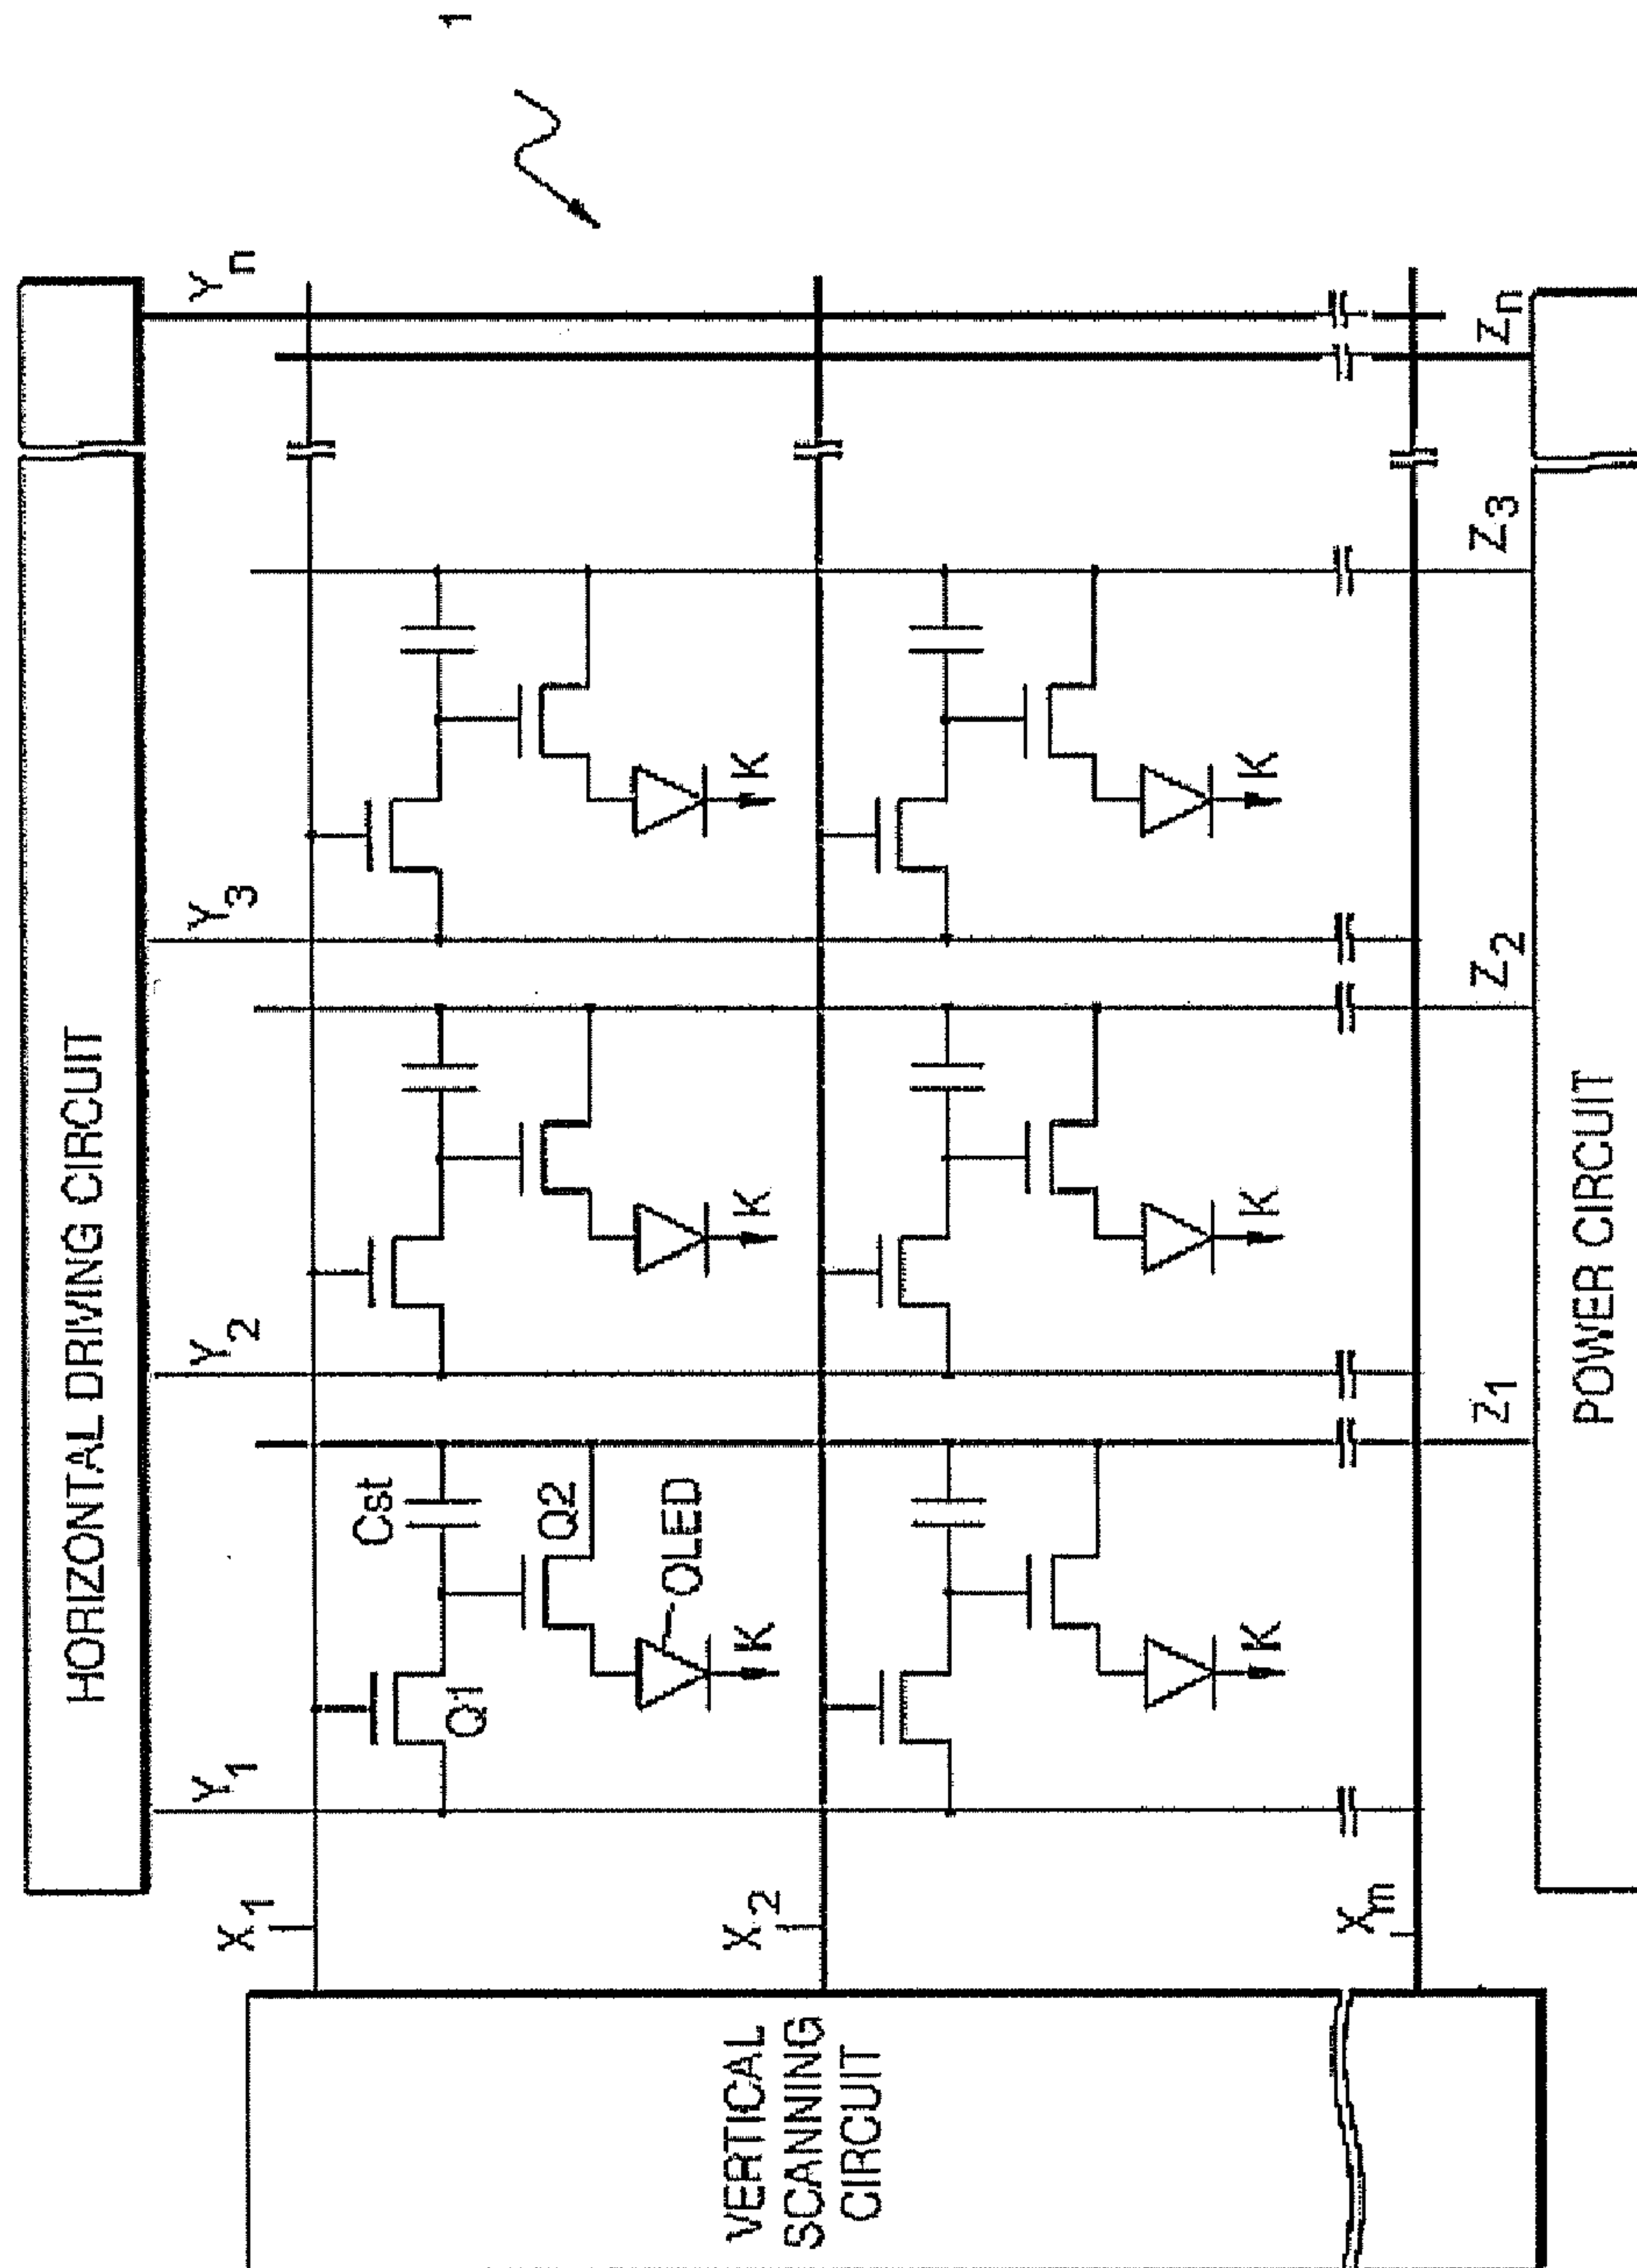 1
HORIZONTAL DRIVING CIRCUIT
Y1
Y2
Y3
Yn
X1
Cst
Q1
Q2
OLED
K
K
K
VERTICAL
SCANNING
CIRCUIT
X2
K
K
K
Xm
Z1
Z2
Z3
Zn
POWER CIRCUIT